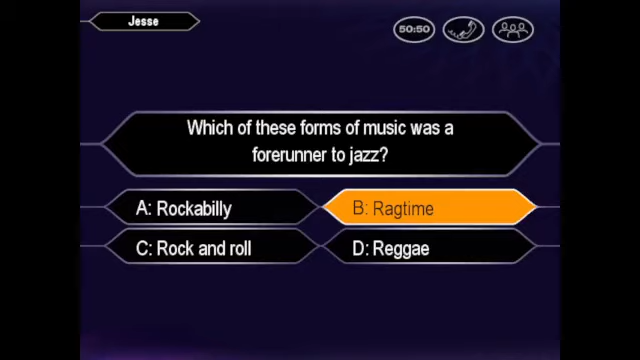 Jesse
50:50
Which of these forms of music was a
forerunner to jazz?
A: Rockabilly
B: Ragtime
C: Rock and roll
D: Reggae